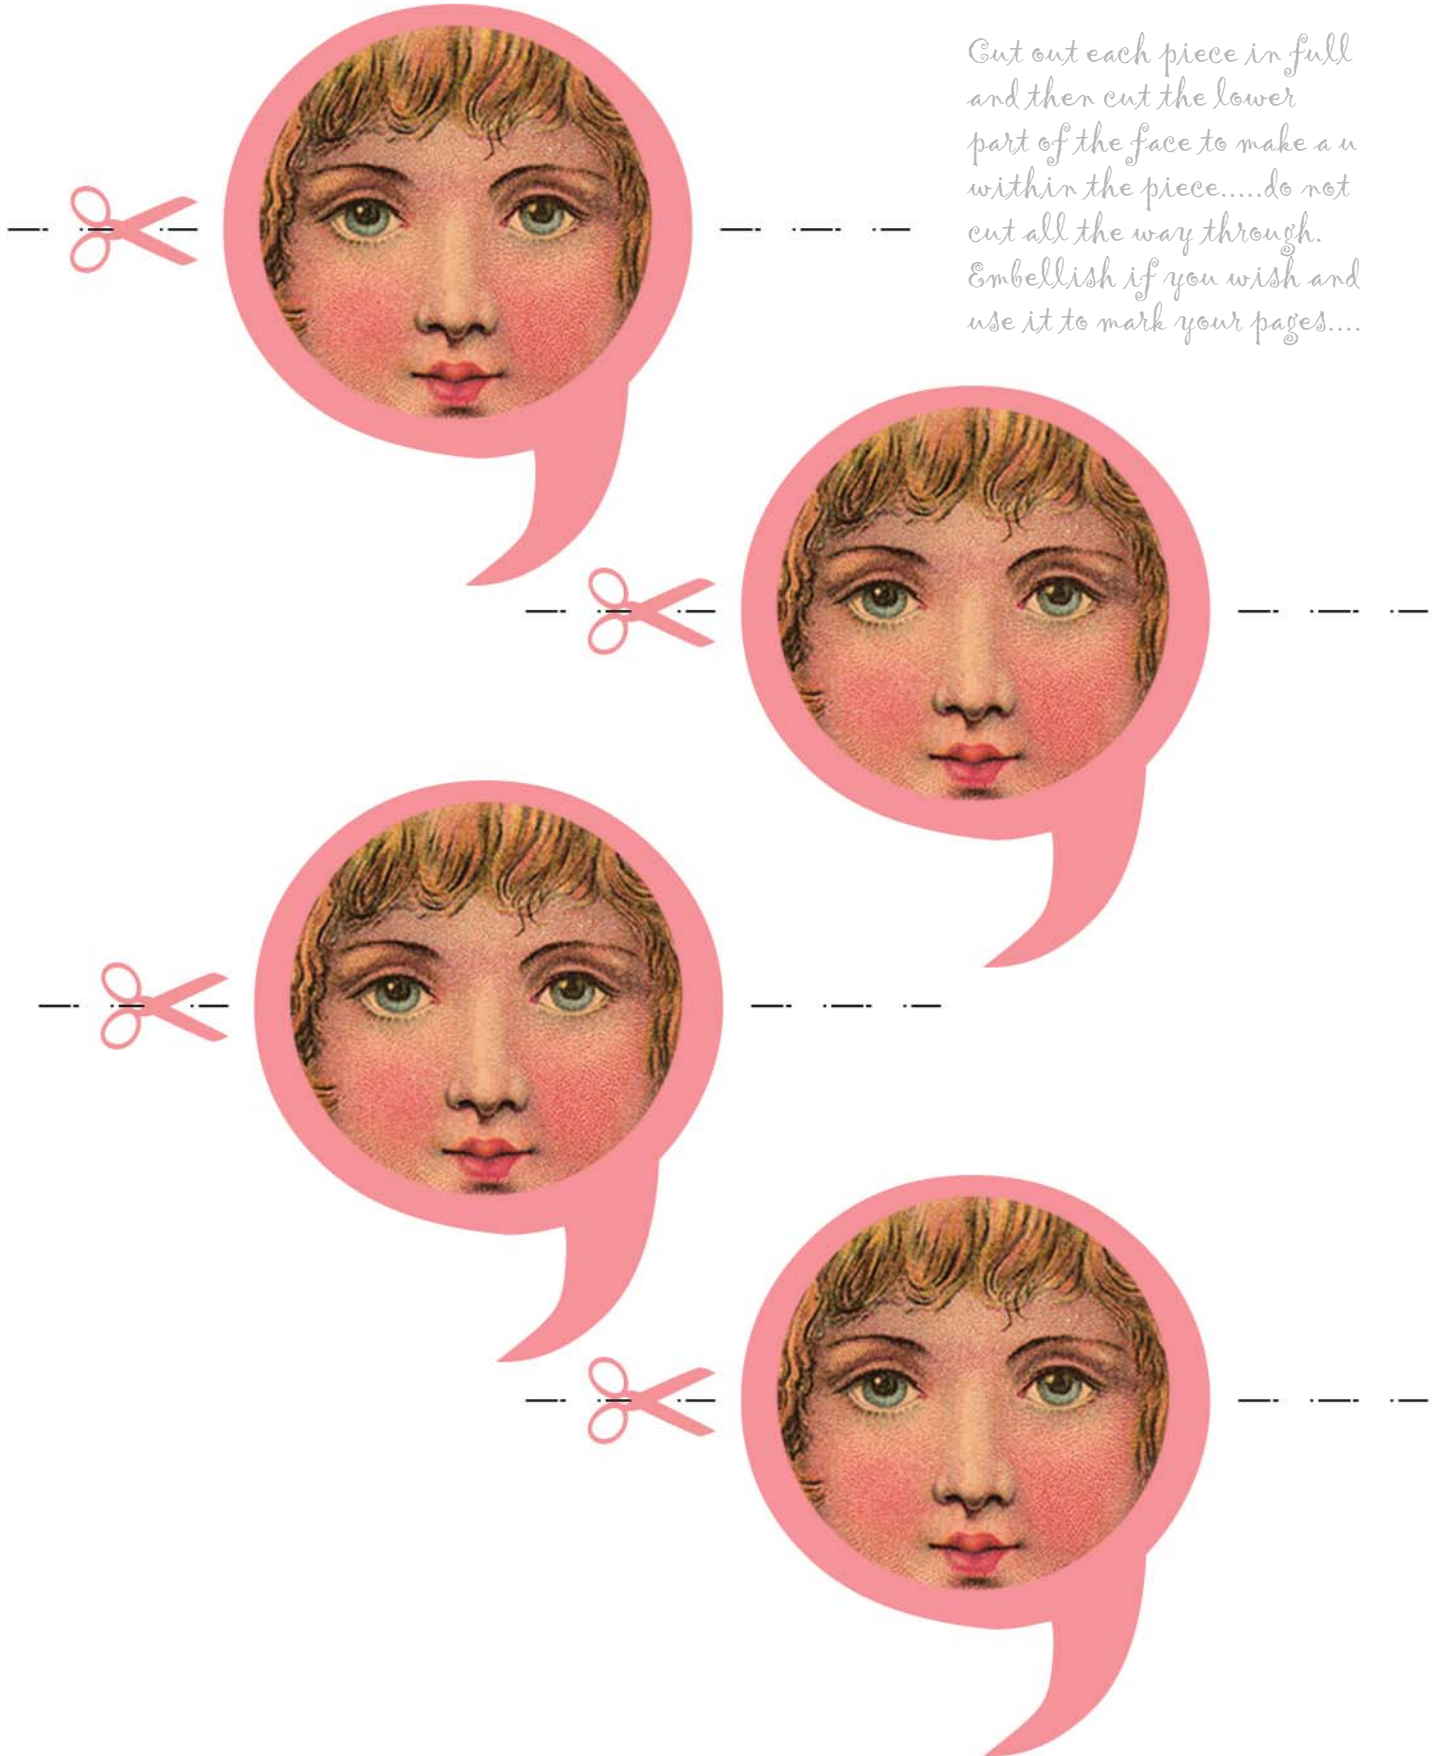 Cut out each piece in full
and then cut the lower
part of the face to make a u
within the piece.....do not
cut all the way through.
Embellish if you wish and
use it to mark your pages....